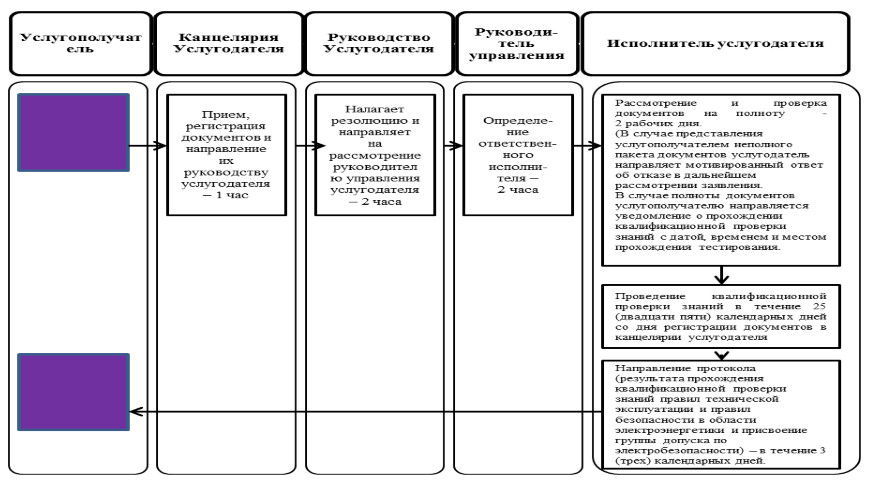 Услугополучат
ель
Канцелярия
Услугодателя
Руководство
Услугодателя
Руководи-
тель
управления
Исполнитель услугодателя
Прием,
регистрация
документов и
направление
их
руководству
услугодателя
– 1 час
Налагает
резолюцию и
направляет
на
рассмотрение
руководител
ю управления
услугодателя
– 2 часа
Определе-
ние
ответствен-
ного
исполни-
теля –
2 часа
Рассмотрение и проверка
документов на полноту -
2 рабочих дня.
(В случае представления
услугополучателем неполного
пакета документов услугодатель
направляет мотивированный ответ
об отказе в дальнейшем
рассмотрении заявления.
В случае полноты документов
услугополучателю направляется
уведомление о прохождении
квалификационной проверки
знаний с датой, временем и местом
прохождения тестирования.
Проведение квалификационной
проверки знаний в течение 25
(двадцати пяти) календарных дней
со дня регистрации документов в
канцелярии услугодателя
Направление протокола
(результата прохождения
квалификационной проверки
знаний правил технической
эксплуатации и правил
безопасности в области
электроэнергетики и присвоение
группы допуска по
электробезопасности) – в течение 3
(трех) календарных дней.